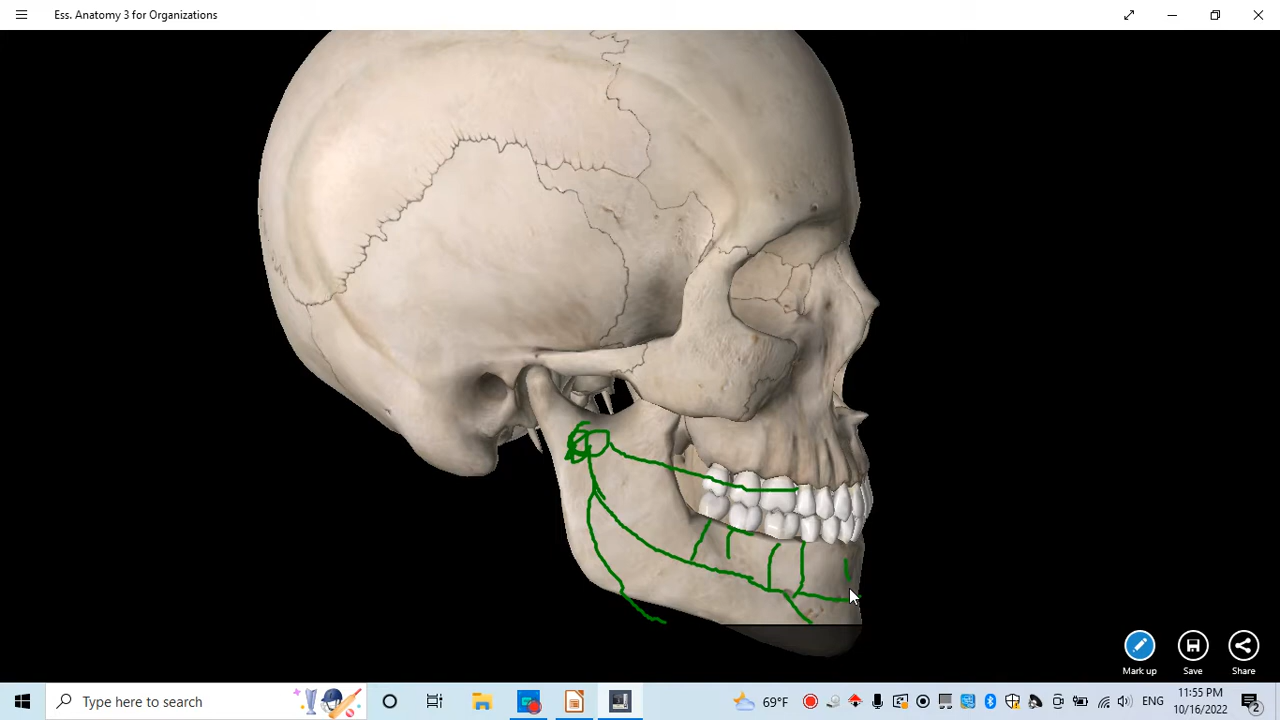 Ess. Anatomy 3 for Organizations
Mark up
Save
Share
Type here to search
69°F
ENG
11:55 PM
10/16/2022
2